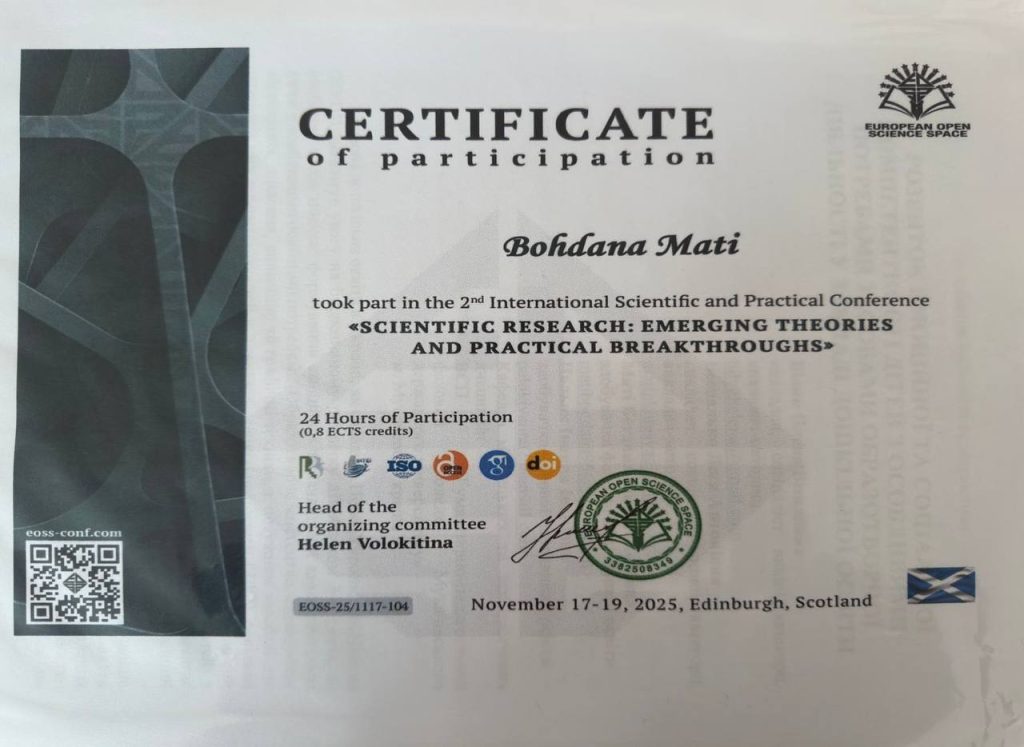 CERTIFICATE
of participation
EUROPEAN OPEN
SCIENCE SPACE
Bohdana Mati
took part in the 2nd International Scientific and Practical Conference
«SCIENTIFIC RESEARCH: EMERGING THEORIES
AND PRACTICAL BREAKTHROUGHS»
24 Hours of Participation
(0,8 ECTS credits)
ISO
OPEN
doi
Head of the
organizing committee
Helen Volokitina
EUROPEAN OPEN SCIENCE SPACE
3382508349
eoss-conf.com
EOSS-25/1117-104
November 17-19, 2025, Edinburgh, Scotland